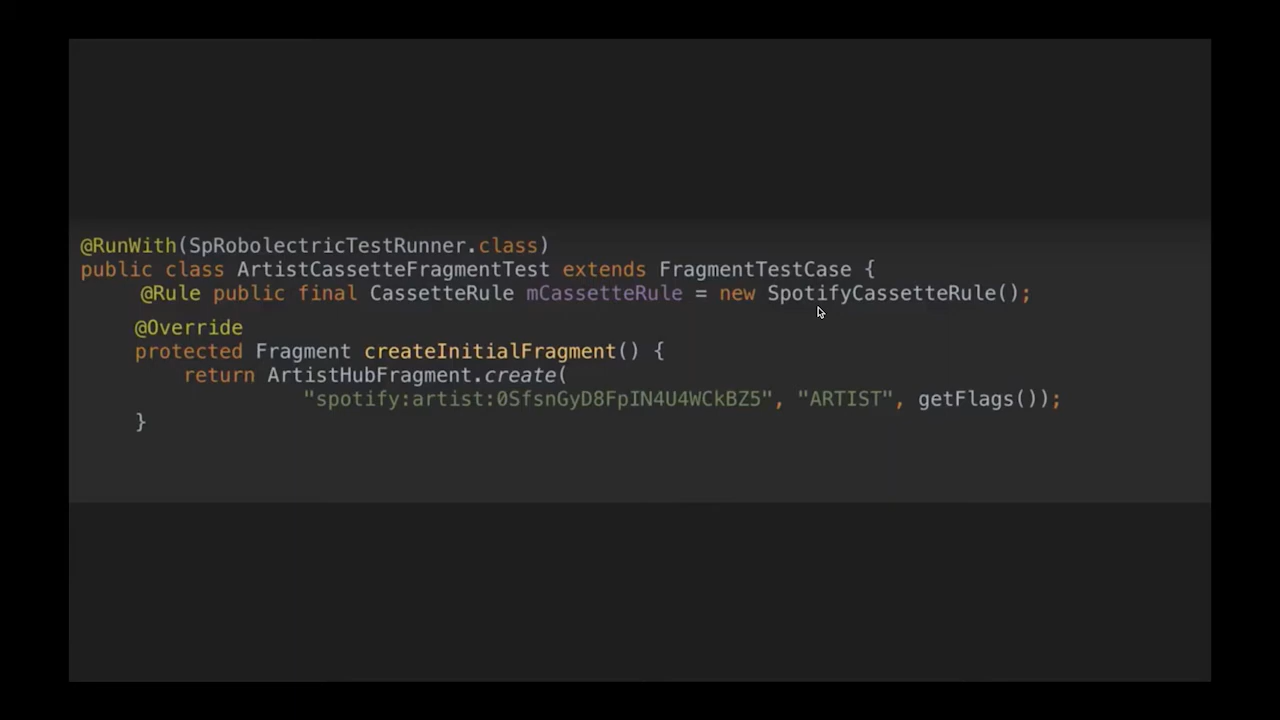 @RunWith(SpRobolectricTestRunner.class)
public class ArtistCassetteFragmentTest extends FragmentTestCase {
@Rule public final CassetteRule mCassetteRule = new SpotifyCassetteRule();
@Override
protected Fragment createInitialFragment() {
return ArtistHubFragment.create(
"spotify:artist:0SfsnGyD8FpIN4U4WCkBZ5", "ARTIST", getFlags());
}